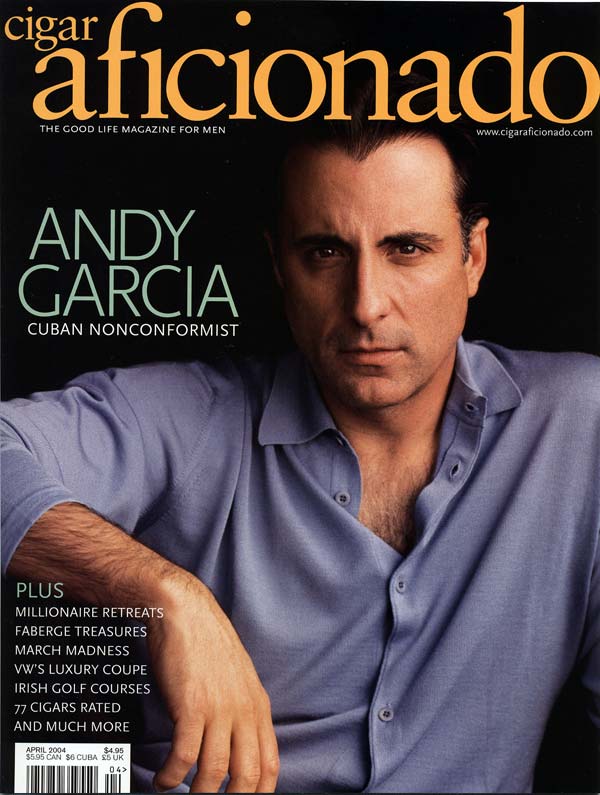 cigar
aficionado
THE GOOD LIFE MAGAZINE FOR MEN
www.cigaraficionado.com
ANDY
GARCIA
CUBAN NONCONFORMIST
PLUS
MILLIONAIRE RETREATS
FABERGE TREASURES
MARCH MADNESS
VW'S LUXURY COUPE
IRISH GOLF COURSES
77 CIGARS RATED
AND MUCH MORE
APRIL 2004 $4.95
$5.95 CAN $6 CUBA £5 UK
04>